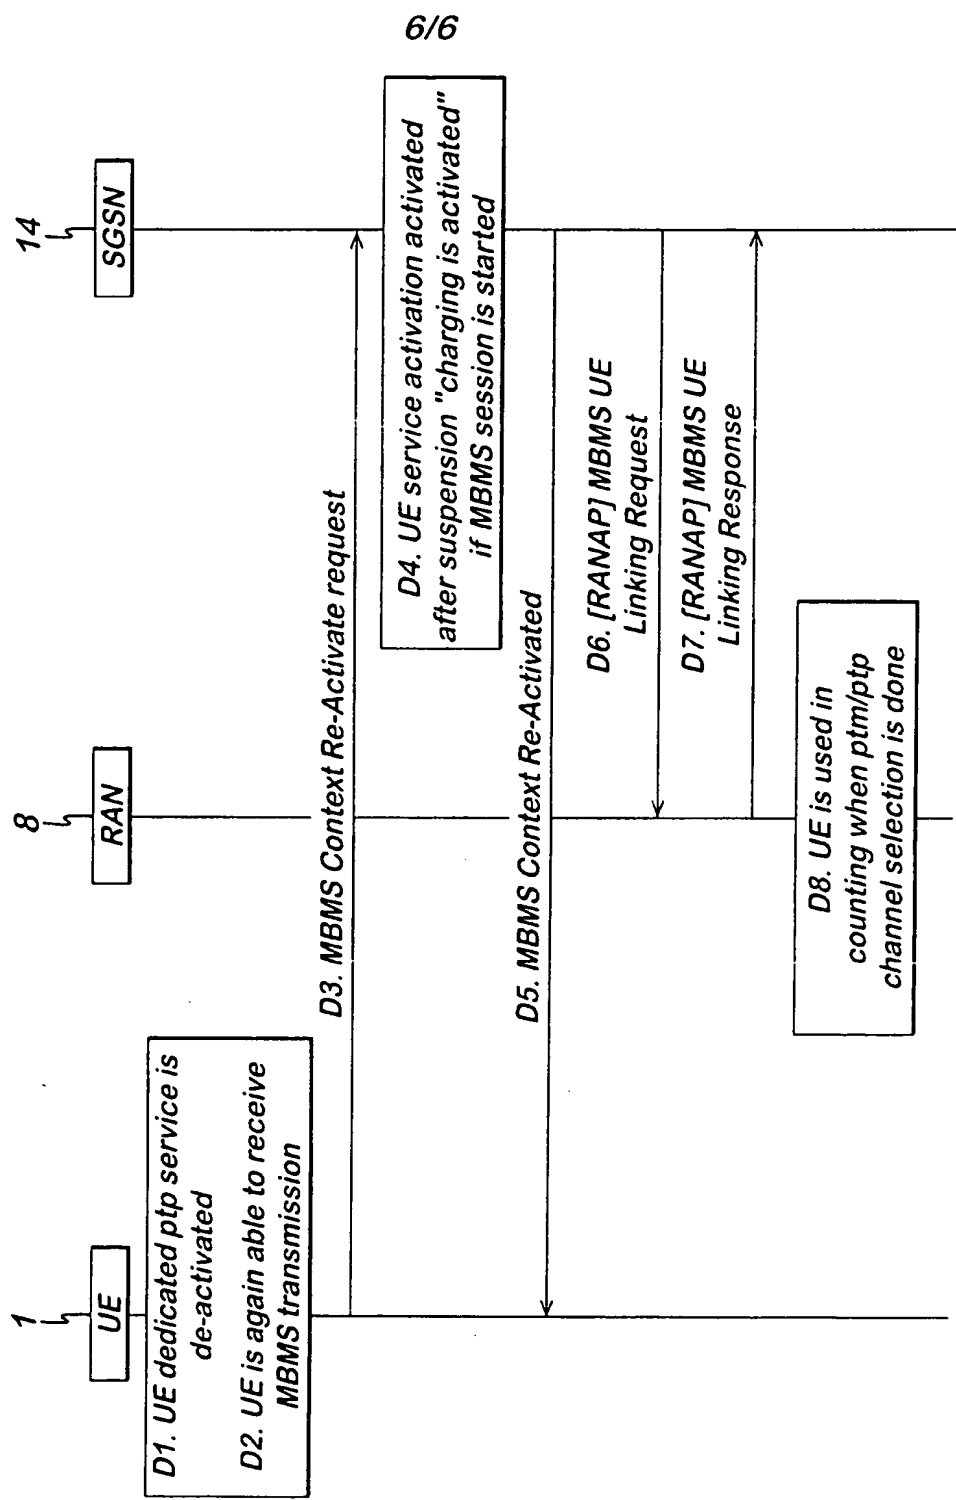 6/6
1
UE
8
RAN
14
SGSN
D1. UE dedicated ptp service is
de-activated
D2. UE is again able to receive
MBMS transmission
D3. MBMS Context Re-Activate request
D4. UE service activation activated
after suspension "charging is activated"
if MBMS session is started
D5. MBMS Context Re-Activated
D6. [RANAP] MBMS UE
Linking Request
D7. [RANAP] MBMS UE
Linking Response
D8. UE is used in
counting when ptm/ptp
channel selection is done